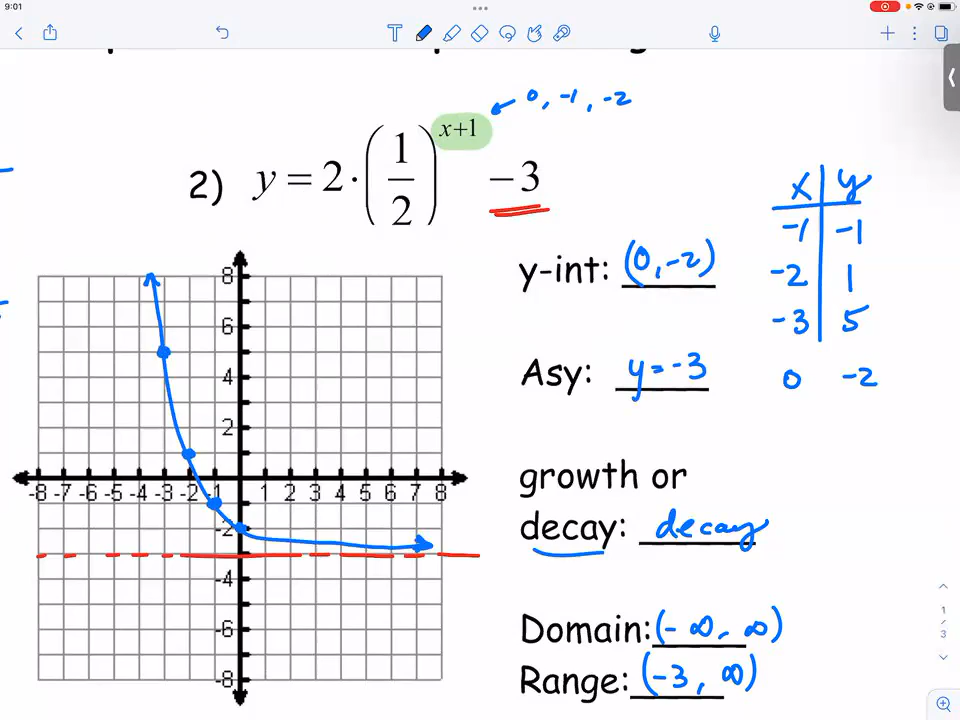 9:01
0, -1, -2
2) y = 2 · (1/2)^(x+1) - 3
x y
-1 -1
-2 1
-3 5
0 -2
y-int: (0, -2)
Asy: y = -3
growth or
decay: decay
Domain: (-∞, ∞)
Range: (-3, ∞)
8
6
4
2
-8 -7 -6 -5 -4 -3 -2 -1 1 2 3 4 5 6 7 8
-2
-4
-6
-8
1
/
3